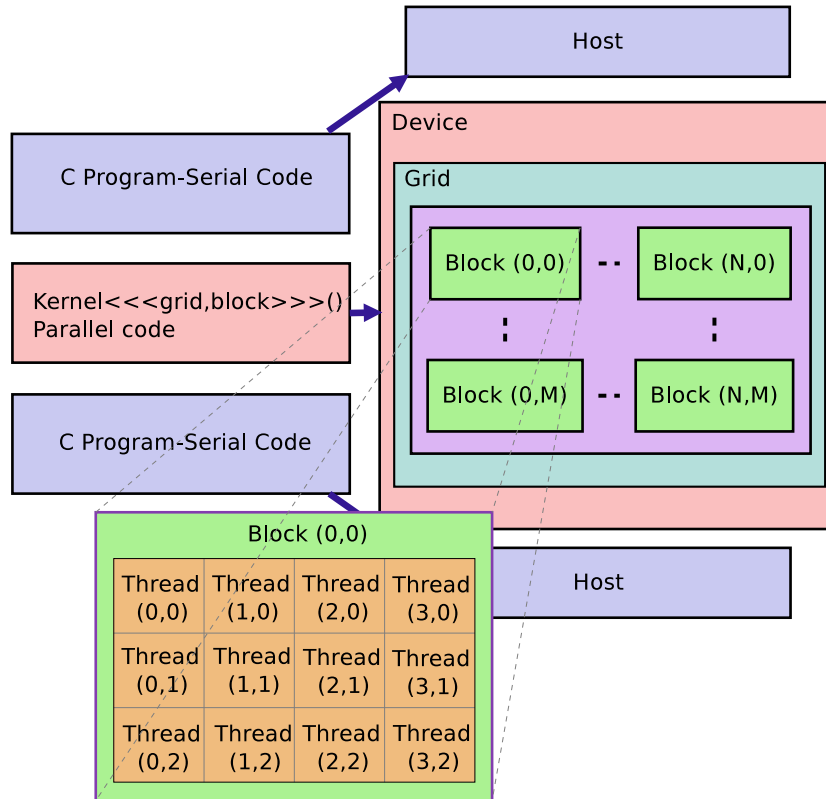 Host
Device
C Program-Serial Code
Grid
Block (0,0)
Block (N,0)
Kernel<<<grid,block>>>()
Parallel code
Block (0,M)
Block (N,M)
C Program-Serial Code
Block (0,0)
Host
Thread
(0,0)
Thread
(1,0)
Thread
(2,0)
Thread
(3,0)
Thread
(0,1)
Thread
(1,1)
Thread
(2,1)
Thread
(3,1)
Thread
(0,2)
Thread
(1,2)
Thread
(2,2)
Thread
(3,2)